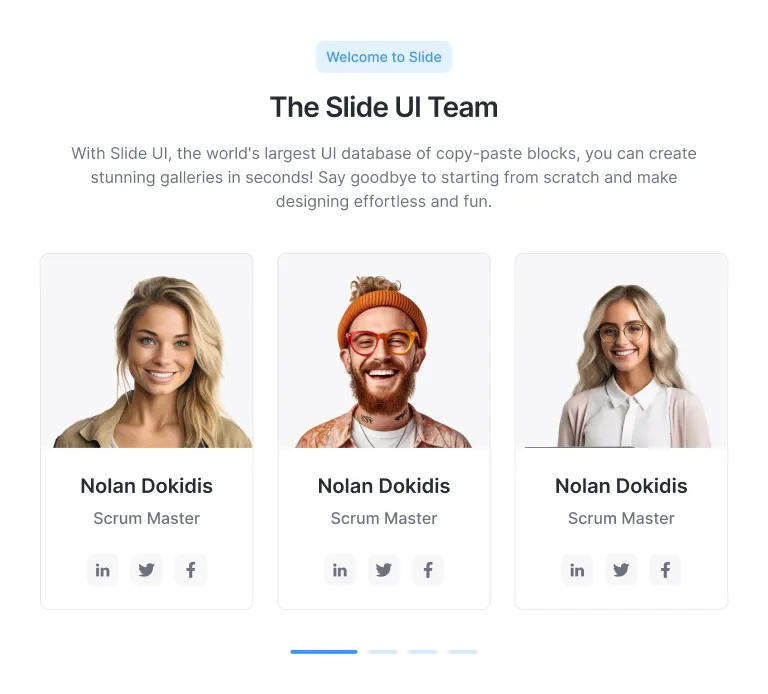 Welcome to Slide
The Slide UI Team
With Slide UI, the world's largest UI database of copy-paste blocks, you can create
stunning galleries in seconds! Say goodbye to starting from scratch and make
designing effortless and fun.
Nolan Dokidis
Scrum Master
in
f
Nolan Dokidis
Scrum Master
in
f
Nolan Dokidis
Scrum Master
in
f